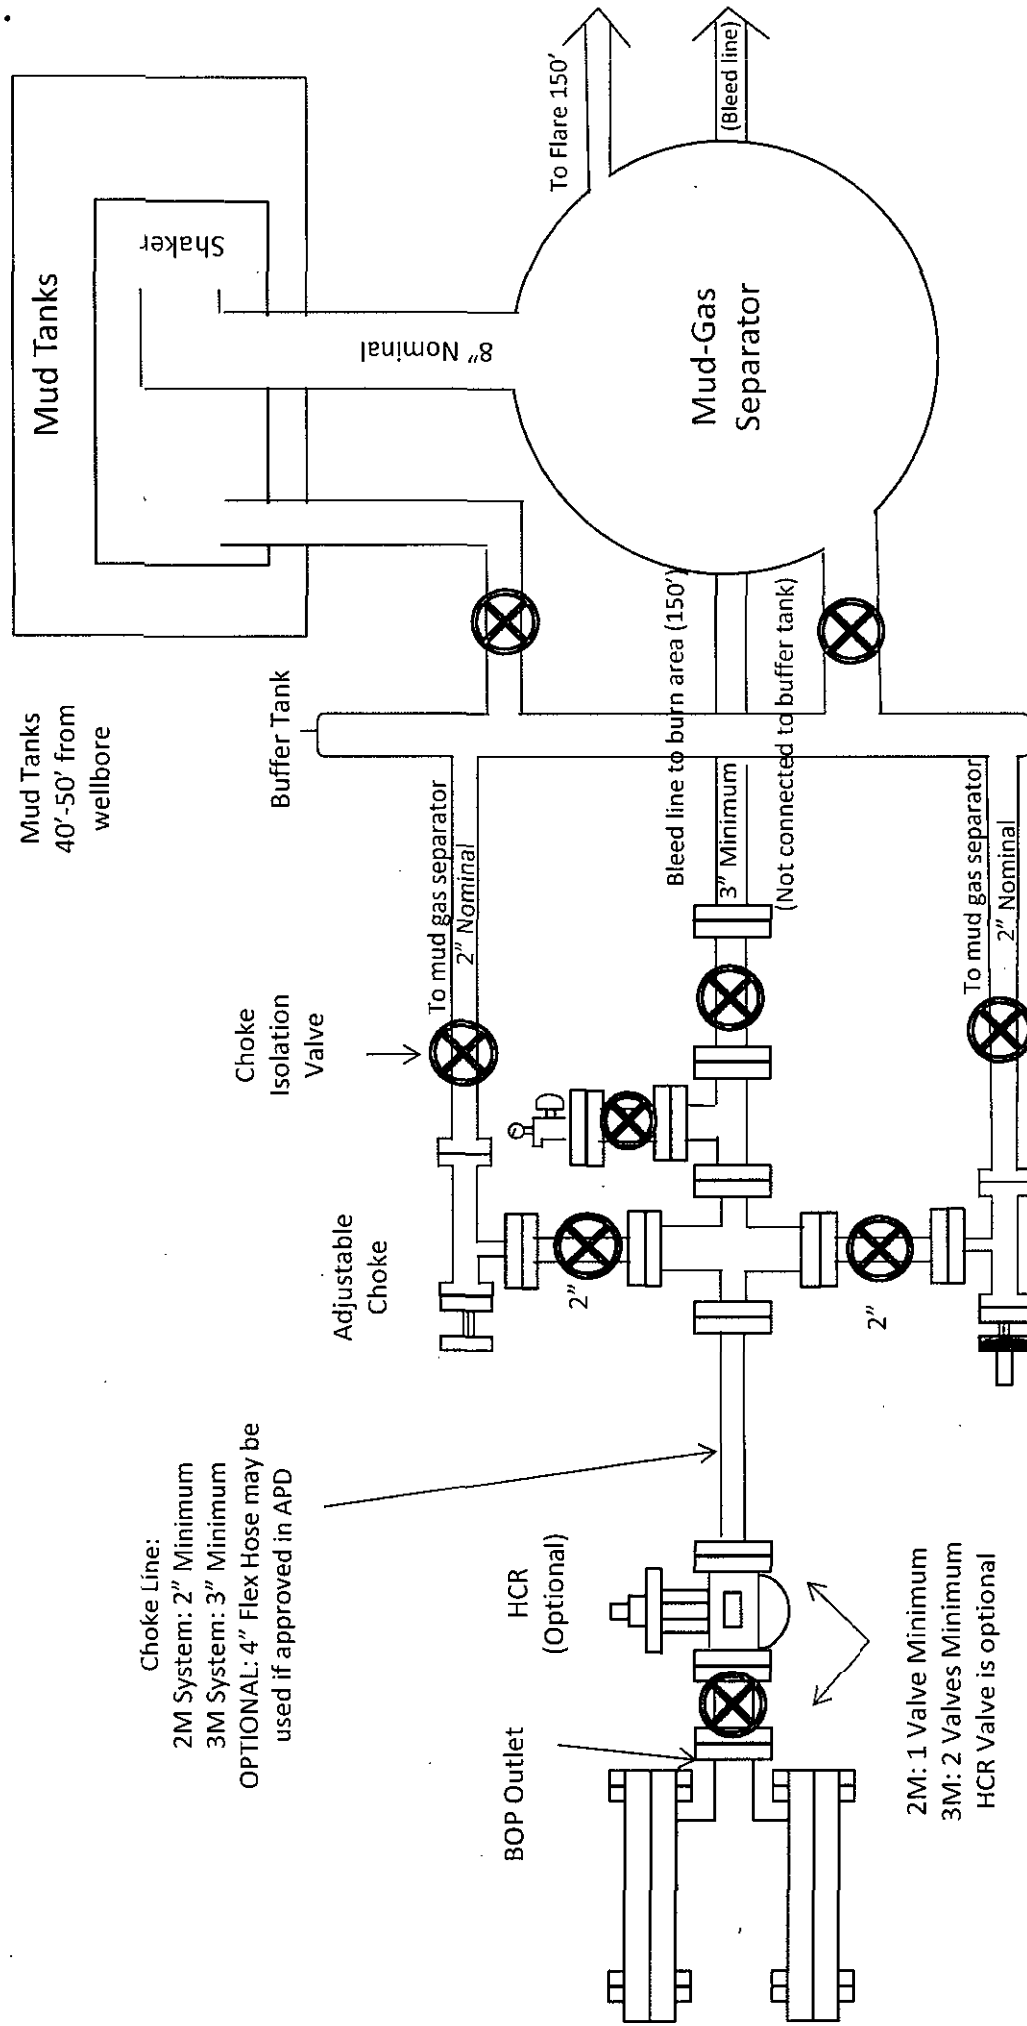 Mud Tanks
40'-50' from
wellbore
Mud Tanks
Shaker
8" Nominal
To Flare 150'
(Bleed line)
Mud-Gas
Separator
Buffer Tank
Choke
Isolation
Valve
To mud gas separator
2" Nominal
Bleed line to burn area (150')
3" Minimum
(Not connected to buffer tank)
To mud gas separator
2" Nominal
Adjustable
Choke
2"
2"
Choke Line:
2M System: 2" Minimum
3M System: 3" Minimum
OPTIONAL: 4" Flex Hose may be
used if approved in APD
HCR
(Optional)
BOP Outlet
2M: 1 Valve Minimum
3M: 2 Valves Minimum
HCR Valve is optional